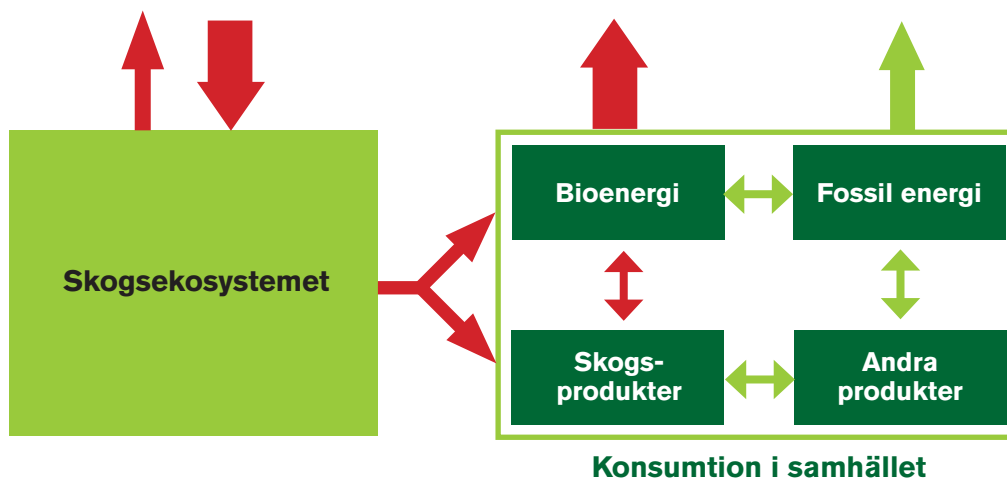 Skogsekosystemet
Bioenergi
Fossil energi
Skogs-
produkter
Andra
produkter
Konsumtion i samhället